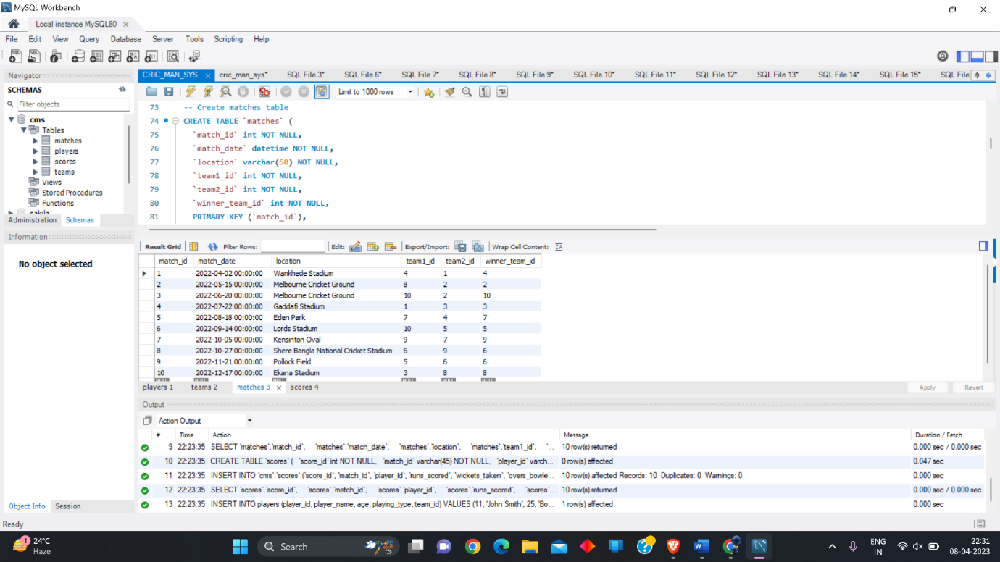 MySQL Workbench
Local instance MySQL80
File Edit View Query Database Server Tools Scripting Help
Navigator
SCHEMAS
Filter objects
cms
Tables
matches
players
scores
teams
Views
Stored Procedures
Functions
sakila
Administration Schemas
Information
No object selected
Object Info Session
CRIC_MAN_SYS cric_man_sys* SQL File 3* SQL File 6* SQL File 7* SQL File 8* SQL File 9* SQL File 10* SQL File 11* SQL File 12* SQL File 13* SQL File 14* SQL File 15* SQL File
Limit to 1000 rows
73 -- Create matches table
74 CREATE TABLE `matches` (
75 `match_id` int NOT NULL,
76 `match_date` datetime NOT NULL,
77 `location` varchar(50) NOT NULL,
78 `team1_id` int NOT NULL,
79 `team2_id` int NOT NULL,
80 `winner_team_id` int NOT NULL,
81 PRIMARY KEY (`match_id`),
Result Grid Filter Rows: Edit: Export/Import: Wrap Cell Content:
match_id match_date location team1_id team2_id winner_team_id
1 2022-04-02 00:00:00 Wankhede Stadium 4 1 4
2 2022-05-15 00:00:00 Melbourne Cricket Ground 8 2 2
3 2022-06-20 00:00:00 Melbourne Cricket Ground 10 2 10
4 2022-07-22 00:00:00 Gaddafi Stadium 1 3 3
5 2022-08-18 00:00:00 Eden Park 7 4 7
6 2022-09-14 00:00:00 Lords Stadium 10 5 5
7 2022-10-05 00:00:00 Kensinton Oval 9 7 9
8 2022-10-27 00:00:00 Shere Bangla National Cricket Stadium 6 9 6
9 2022-11-21 00:00:00 Pollock Field 5 6 6
10 2022-12-17 00:00:00 Ekana Stadium 3 8 8
players 1 teams 2 matches 3 scores 4 Apply Revert
Output
Action Output
# Time Action Message Duration / Fetch
9 22:23:35 SELECT `matches`.`match_id`, `matches`.`match_date`, `matches`.`location`, `matches`.`team1_id`, `... 10 row(s) returned 0.000 sec / 0.000 sec
10 22:23:35 CREATE TABLE `scores` ( `score_id` int NOT NULL, `match_id` varchar(45) NOT NULL, `player_id` varch... 0 row(s) affected 0.047 sec
11 22:23:35 INSERT INTO `cms`.`scores` (`score_id`, `match_id`, `player_id`, `runs_scored`, `wickets_taken`, `overs_bowle... 10 row(s) affected Records: 10 Duplicates: 0 Warnings: 0 0.000 sec
12 22:23:35 SELECT `scores`.`score_id`, `scores`.`match_id`, `scores`.`player_id`, `scores`.`runs_scored`, `scores`... 10 row(s) returned 0.000 sec / 0.000 sec
13 22:23:35 INSERT INTO players (player_id, player_name, age, playing_type, team_id) VALUES (11, 'John Smith', 25, 'Bo... 1 row(s) affected 0.000 sec
Ready
1 24°C
Haze
Search
ENG
IN
22:31
08-04-2023